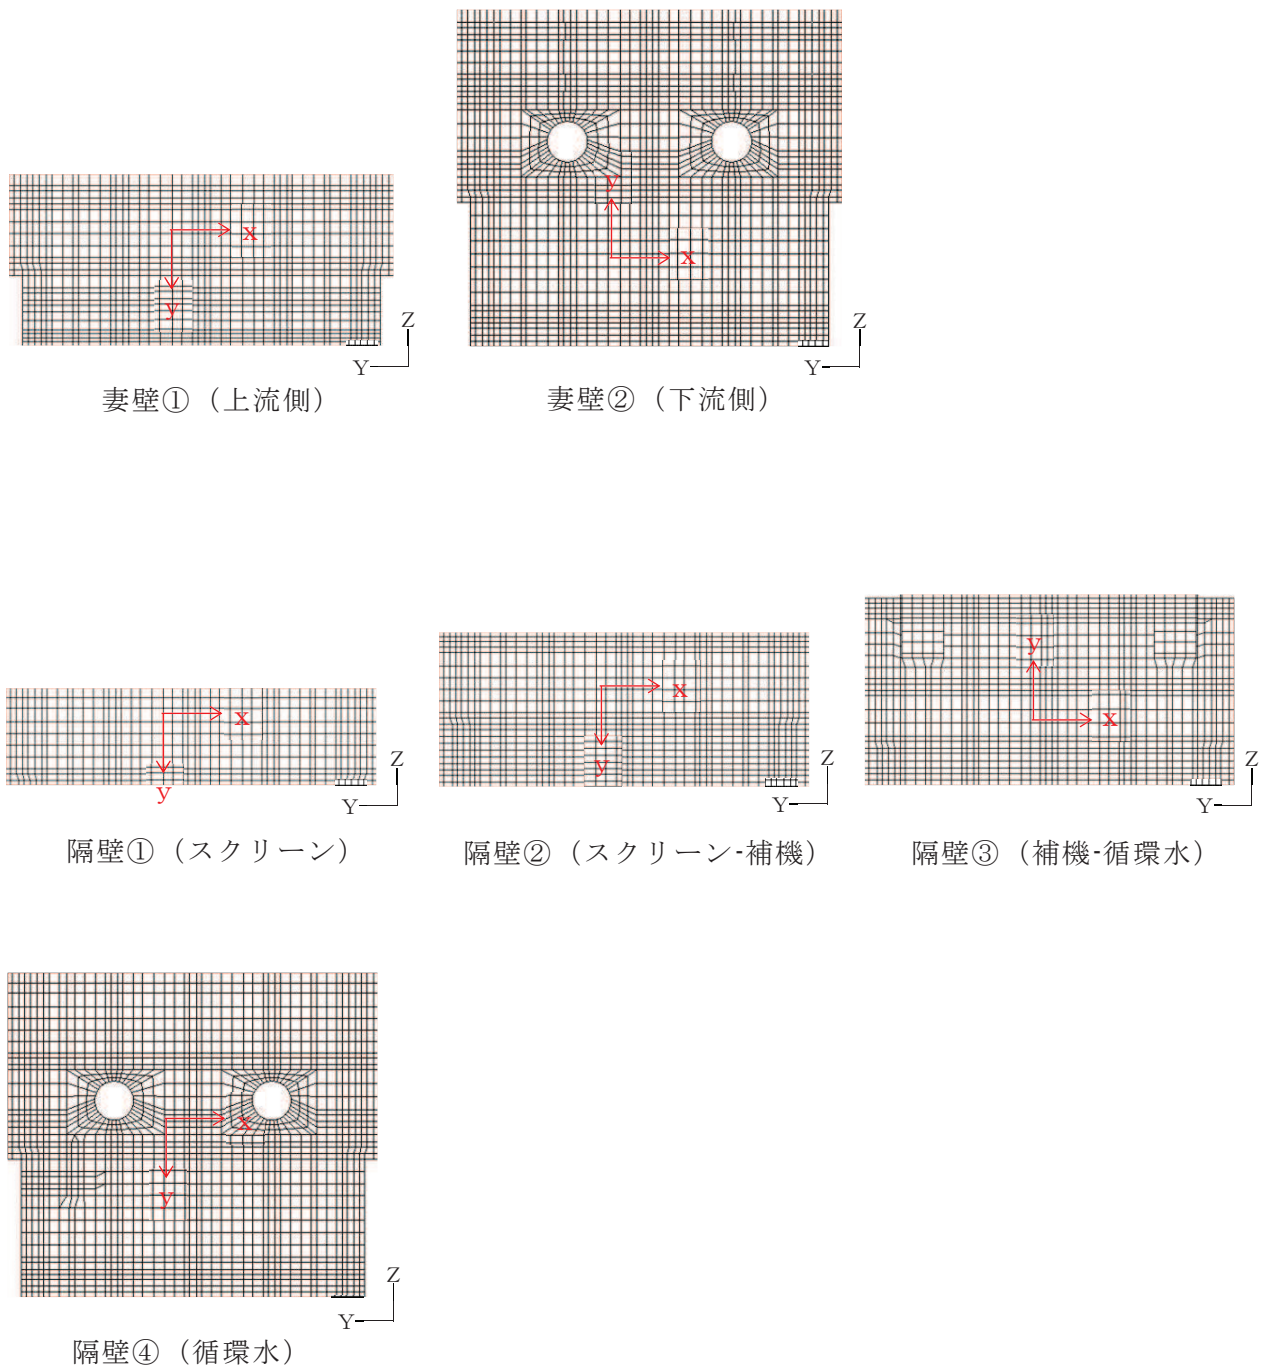 y
x
x
y
Z
Y
Z
Y
妻壁①（上流側）
妻壁②（下流側）
y
x
x
x
y
y
Z
Y
Z
Y
Z
Y
隔壁①（スクリーン）
隔壁②（スクリーン-補機）
隔壁③（補機-循環水）
x
y
Z
Y
隔壁④（循環水）